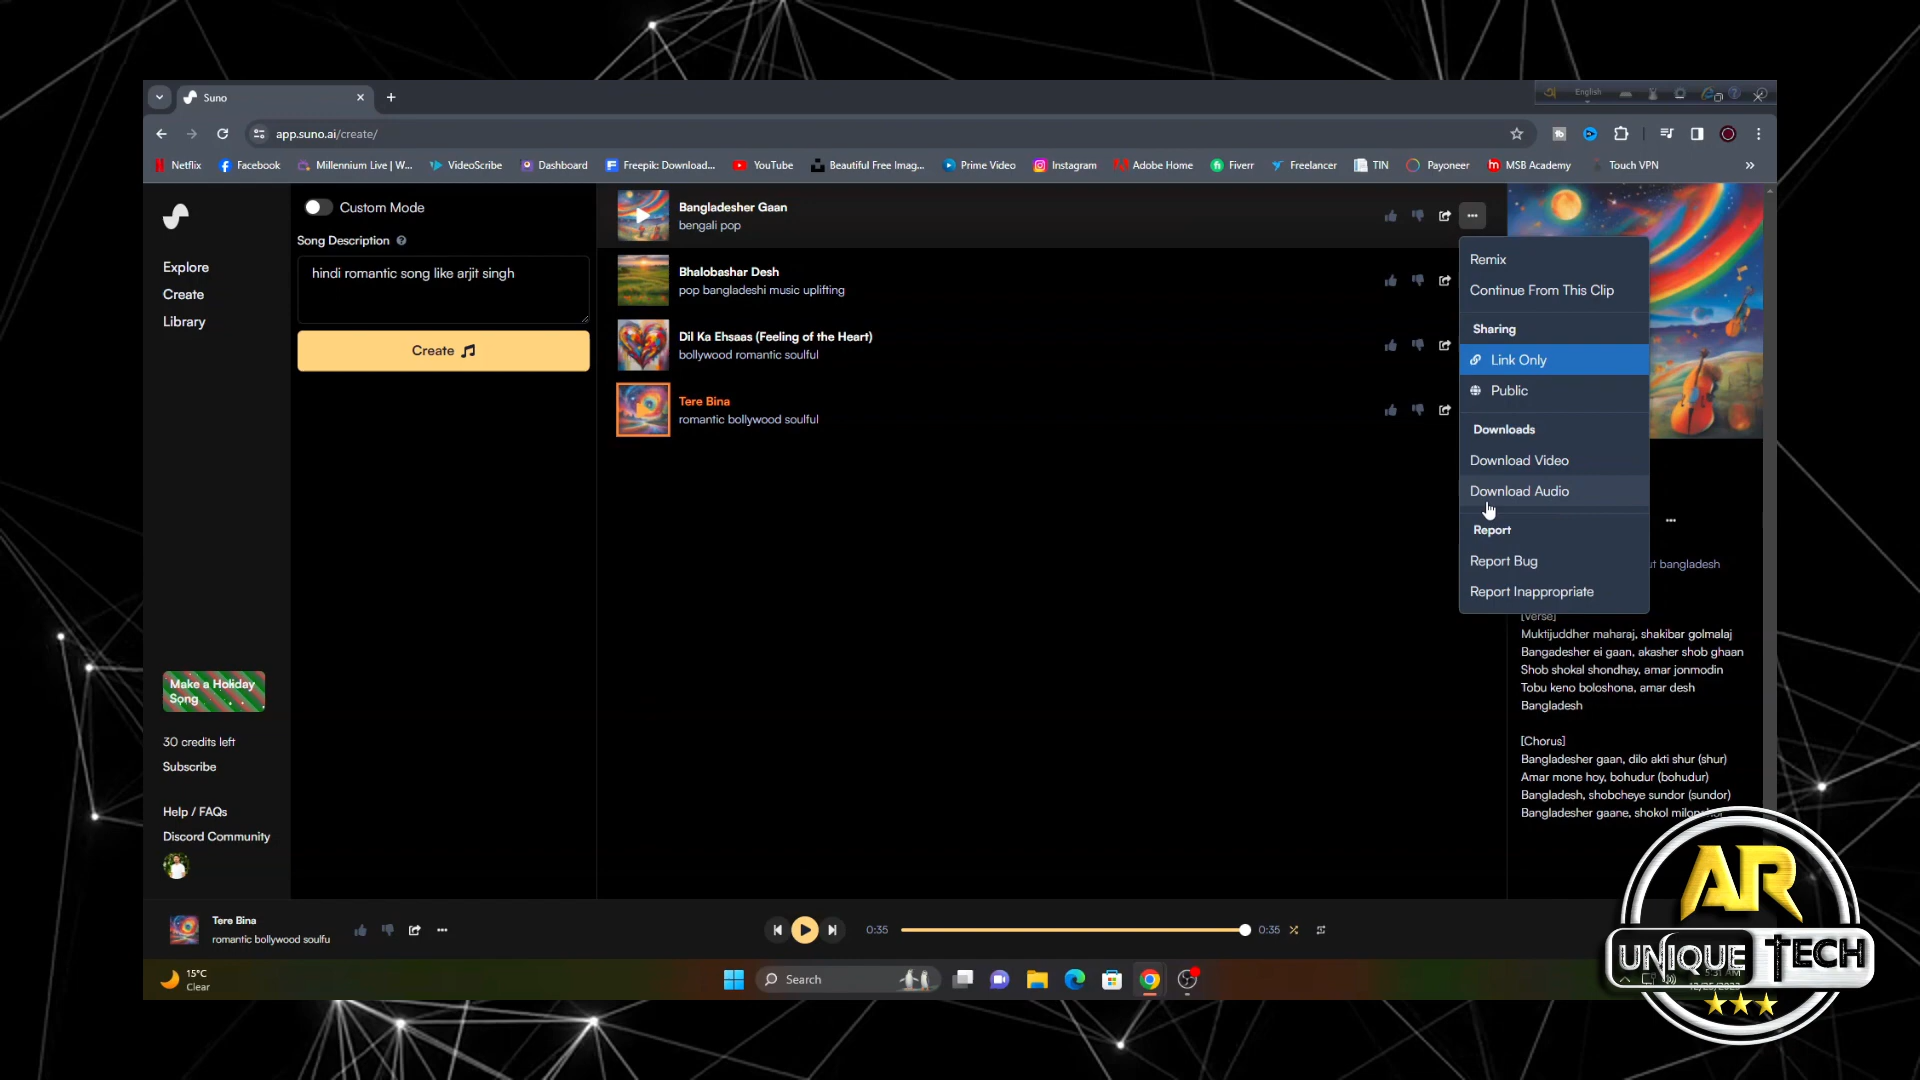 Suno
English
app.suno.ai/create/
Netflix
Facebook
Millennium Live | W...
VideoScribe
Dashboard
Freepik: Download...
YouTube
Beautiful Free Imag...
Prime Video
Instagram
Adobe Home
Fiverr
Freelancer
TIN
Payoneer
MSB Academy
Touch VPN
Explore
Create
Library
Make a Holiday
Song
30 credits left
Subscribe
Help / FAQs
Discord Community
Custom Mode
Song Description
hindi romantic song like arjit singh
Create
Bangladesher Gaan
bengali pop
Bhalobashar Desh
pop bangladeshi music uplifting
Dil Ka Ehsaas (Feeling of the Heart)
bollywood romantic soulful
Tere Bina
romantic bollywood soulful
Remix
Continue From This Clip
Sharing
Link Only
Public
Downloads
Download Video
Download Audio
Report
Report Bug
Report Inappropriate
bangladesh
[Verse]
Muktijuddher maharaj, shakibar golmalaj
Bangadesher ei gaan, akasher shob ghaan
Shob shokal shondhay, amar jonmodin
Tobu keno boloshona, amar desh
Bangladesh
[Chorus]
Bangladesher gaan, dilo akti shur (shur)
Amar mone hoy, bohudur (bohudur)
Bangladesh, shobcheye sundor (sundor)
Bangladesher gaane, shokol
Tere Bina
romantic bollywood soulfu
0:35
0:35
15°C
Clear
Search
AR
UNIQUE TECH